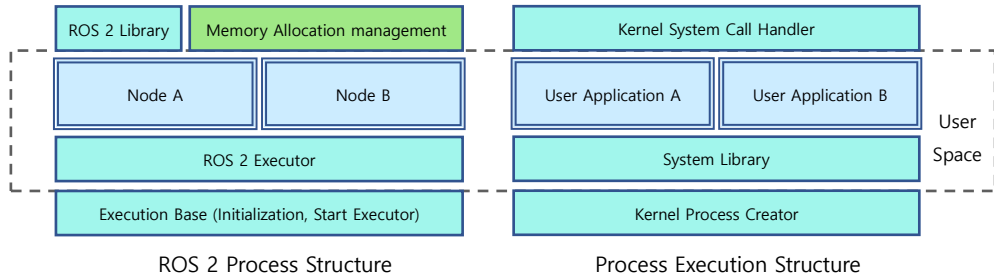 ROS 2 Library
Memory Allocation management
Kernel System Call Handler
Node A
Node B
User Application A
User Application B
User
Space
ROS 2 Executor
System Library
Execution Base (Initialization, Start Executor)
Kernel Process Creator
ROS 2 Process Structure
Process Execution Structure